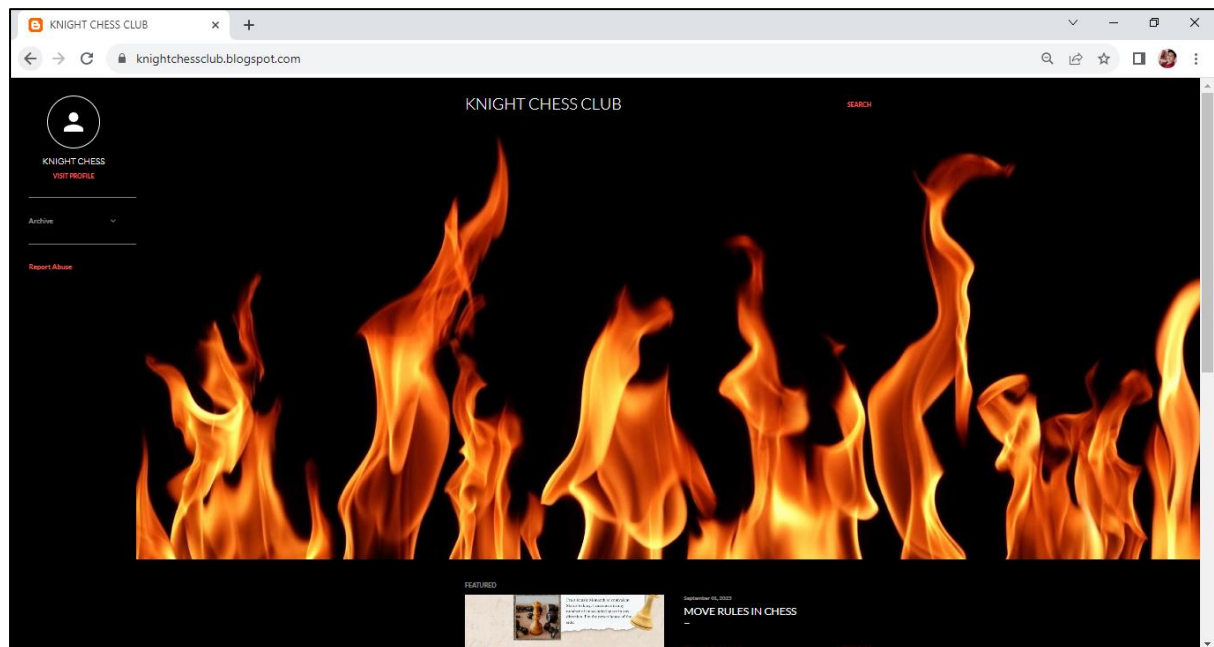 KNIGHT CHESS CLUB
knightchessclub.blogspot.com
KNIGHT CHESS CLUB
SEARCH
KNIGHT CHESS
VISIT PROFILE
Archive
Report Abuse
FEATURED
September 01, 2023
MOVE RULES IN CHESS